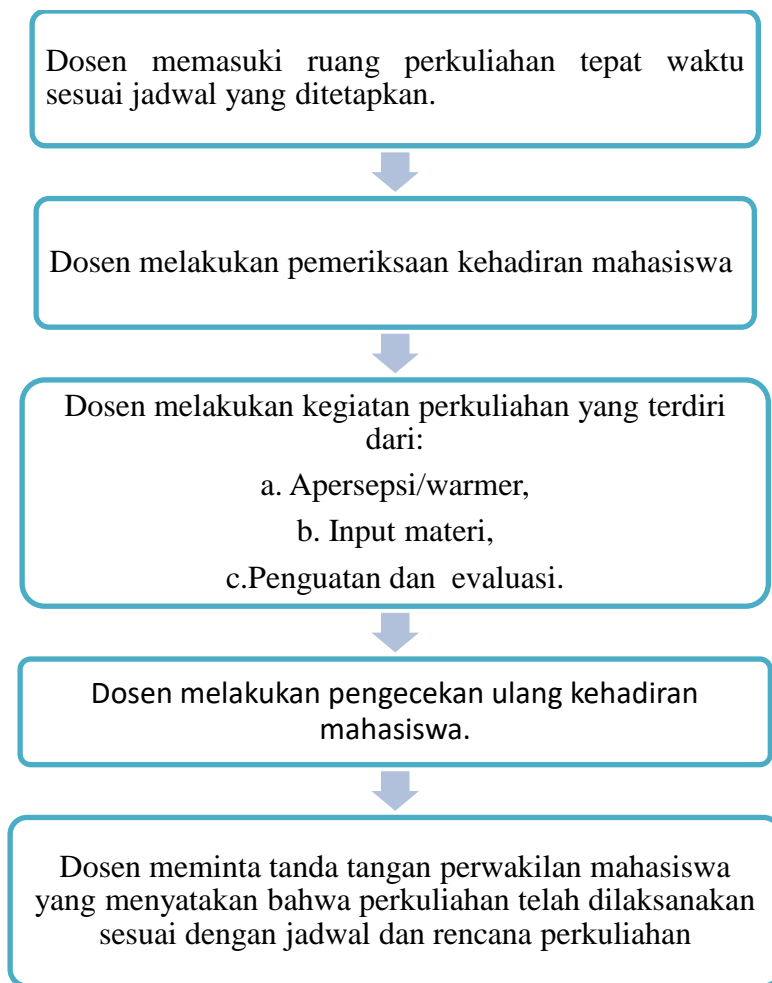 Dosen memasuki ruang perkuliahan tepat waktu
sesuai jadwal yang ditetapkan.
Dosen melakukan pemeriksaan kehadiran mahasiswa
Dosen melakukan kegiatan perkuliahan yang terdiri
dari:
a. Apersepsi/warmer,
b. Input materi,
c.Penguatan dan  evaluasi.
Dosen melakukan pengecekan ulang kehadiran
mahasiswa.
Dosen meminta tanda tangan perwakilan mahasiswa
yang menyatakan bahwa perkuliahan telah dilaksanakan
sesuai dengan jadwal dan rencana perkuliahan